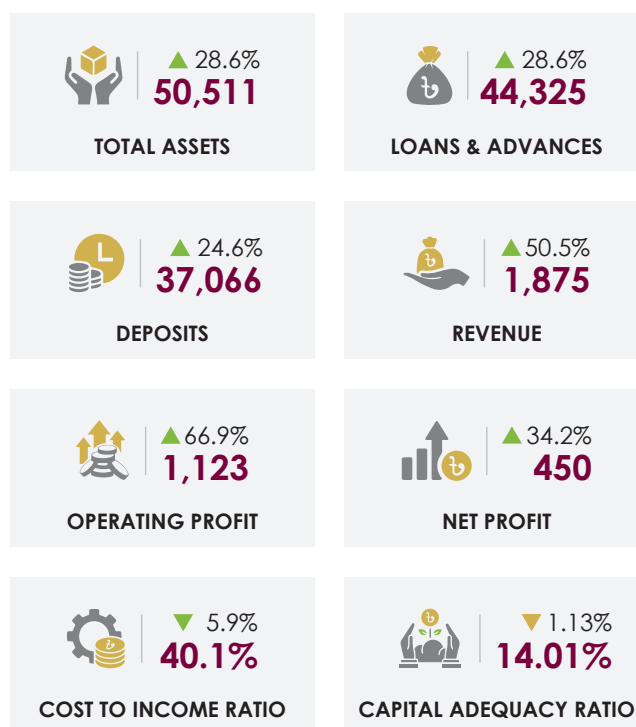 ▲ 28.6%
50,511
TOTAL ASSETS
▲ 28.6%
৳
44,325
LOANS & ADVANCES
▲ 24.6%
37,066
DEPOSITS
▲ 50.5%
৳
1,875
REVENUE
▲ 66.9%
1,123
OPERATING PROFIT
▲ 34.2%
৳
450
NET PROFIT
▼ 5.9%
৳
40.1%
COST TO INCOME RATIO
▼ 1.13%
৳
14.01%
CAPITAL ADEQUACY RATIO